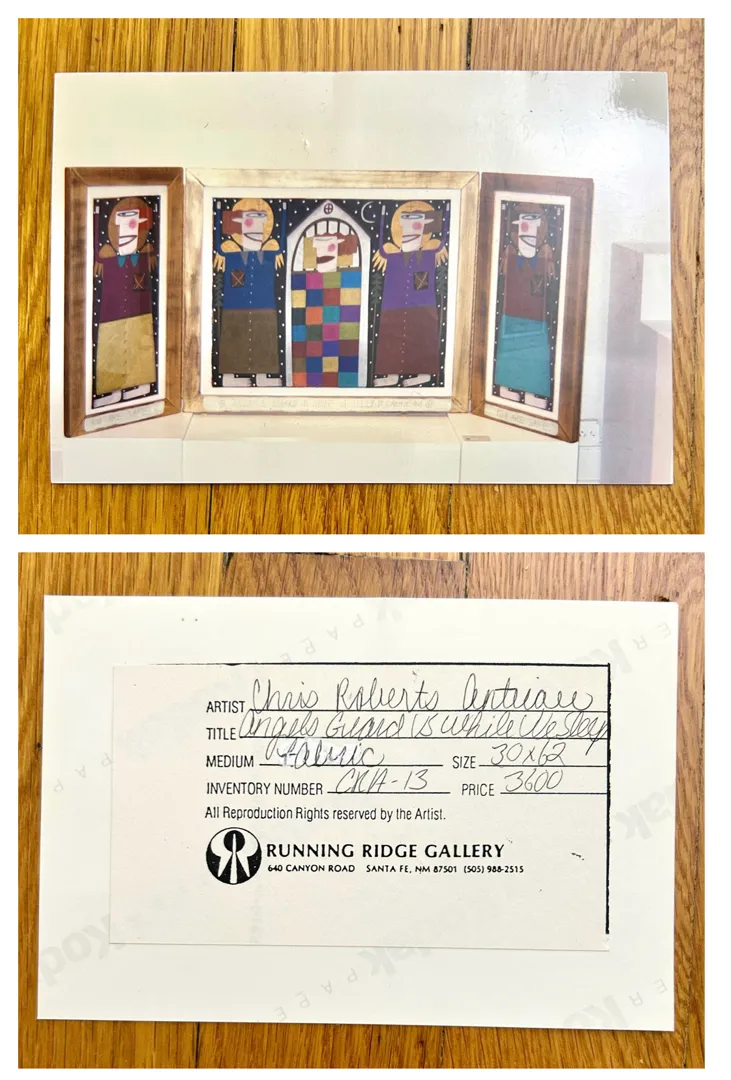 ARTIST Chris Roberts Antieau
TITLE Angels Guard Us While We Sleep
MEDIUM Fabric SIZE 30x62
INVENTORY NUMBER CRA-13 PRICE 3600
All Reproduction Rights reserved by the Artist.
RUNNING RIDGE GALLERY
640 CANYON ROAD SANTA FE, NM 87501 (505) 988-2515